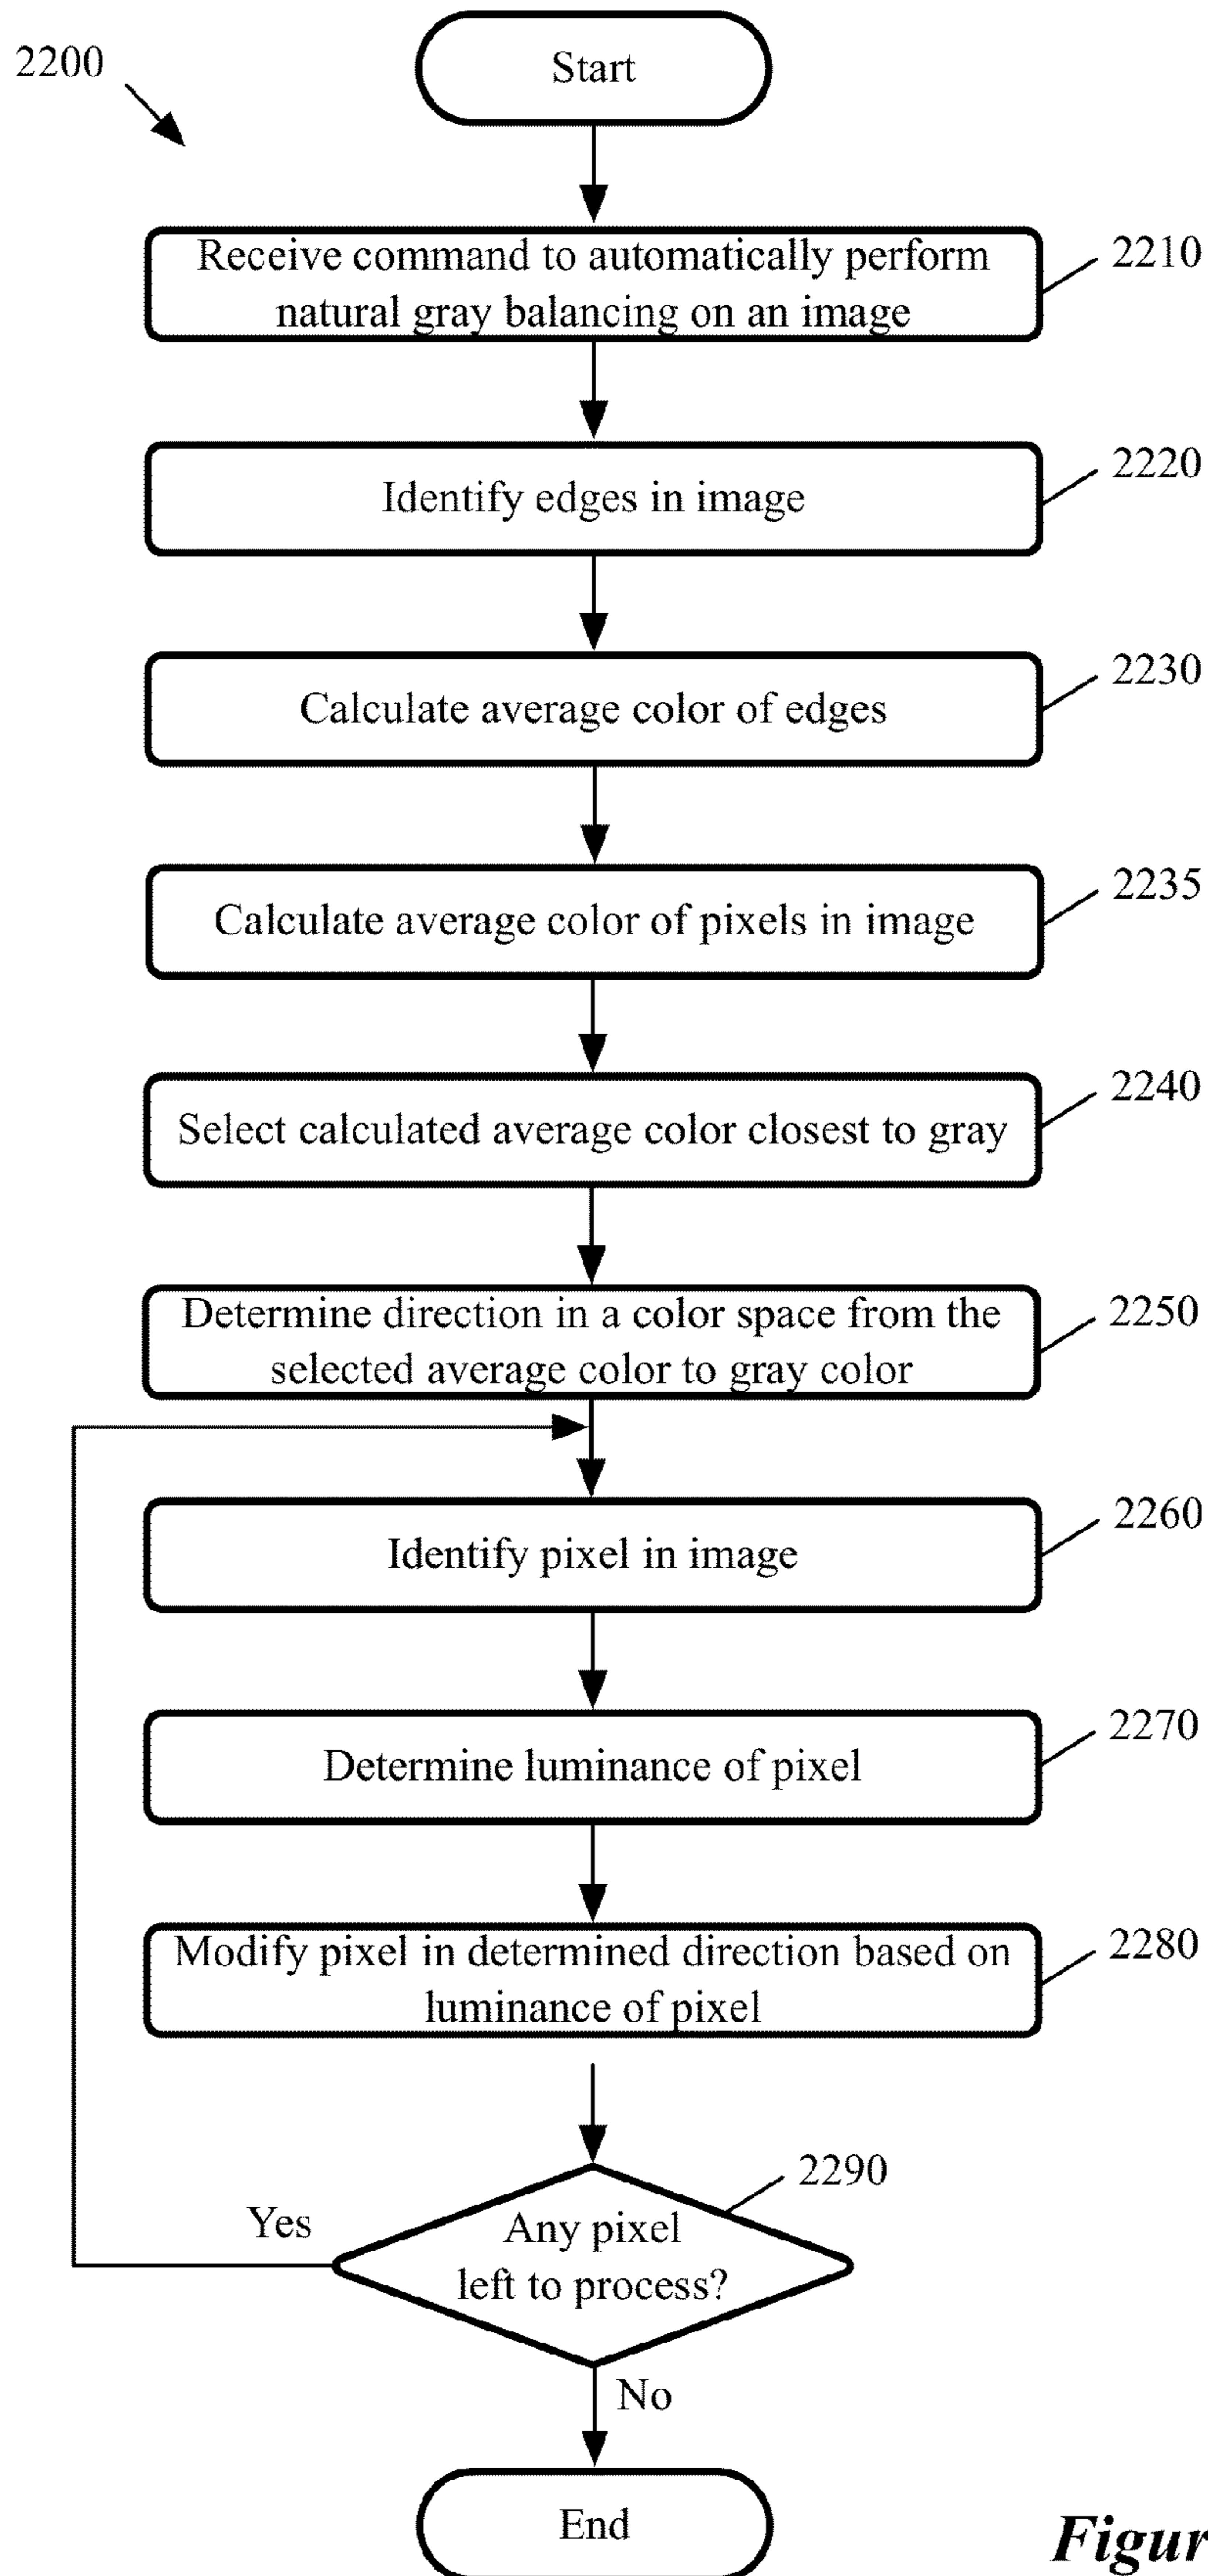 2200
Start
Receive command to automatically perform
natural gray balancing on an image
2210
Identify edges in image
2220
Calculate average color of edges
2230
Calculate average color of pixels in image
2235
Select calculated average color closest to gray
2240
Determine direction in a color space from the
selected average color to gray color
2250
Identify pixel in image
2260
Determine luminance of pixel
2270
Modify pixel in determined direction based on
luminance of pixel
2280
2290
Yes
Any pixel
left to process?
No
End
Figur